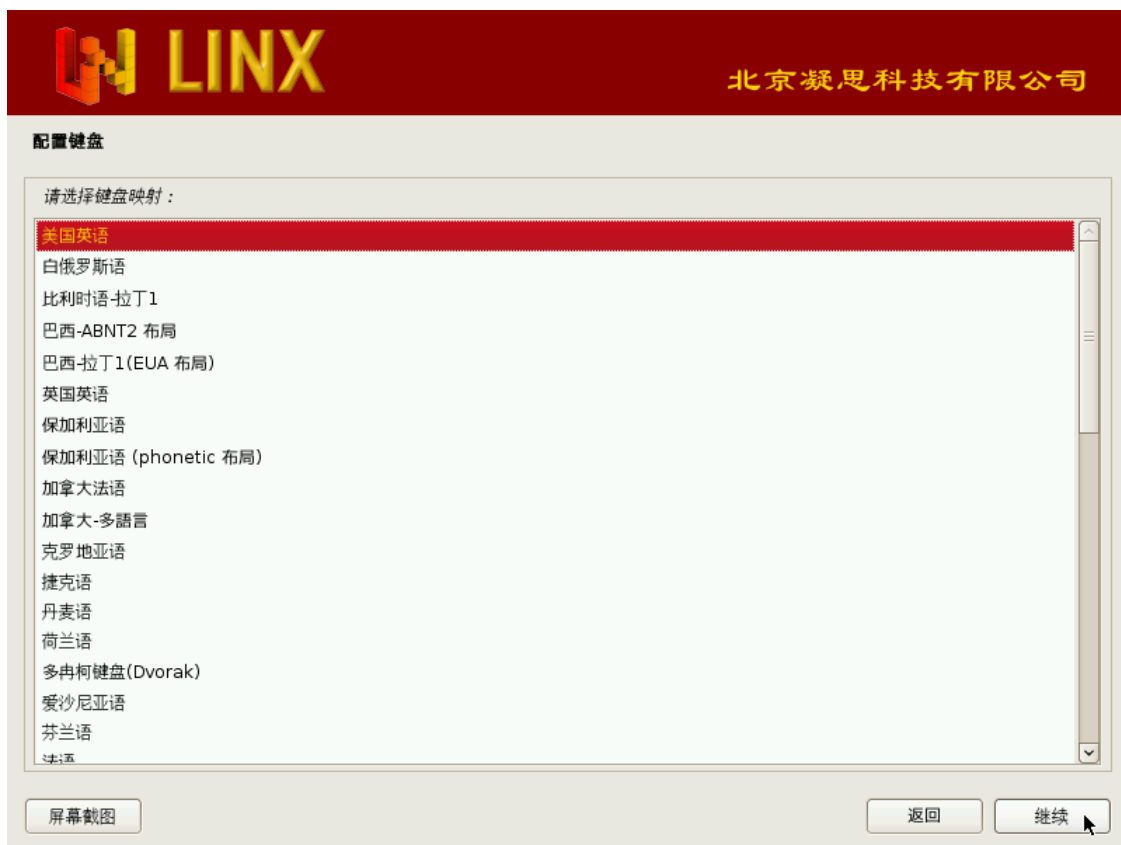 LINX
北京凝思科技有限公司
配置键盘
请选择键盘映射：
美国英语
白俄罗斯语
比利时语-拉丁1
巴西-ABNT2 布局
巴西-拉丁1(EUA 布局)
英国英语
保加利亚语
保加利亚语 (phonetic 布局)
加拿大法语
加拿大-多語言
克罗地亚语
捷克语
丹麦语
荷兰语
多冉柯键盘(Dvorak)
爱沙尼亚语
芬兰语
法语
屏幕截图
返回
继续